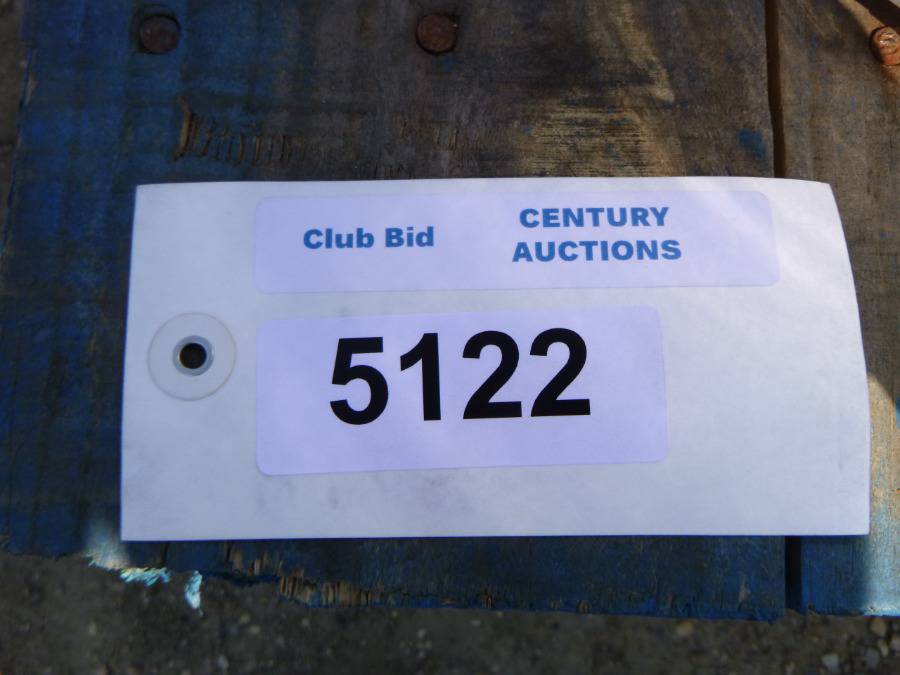 Club Bid
CENTURY
AUCTIONS
5122